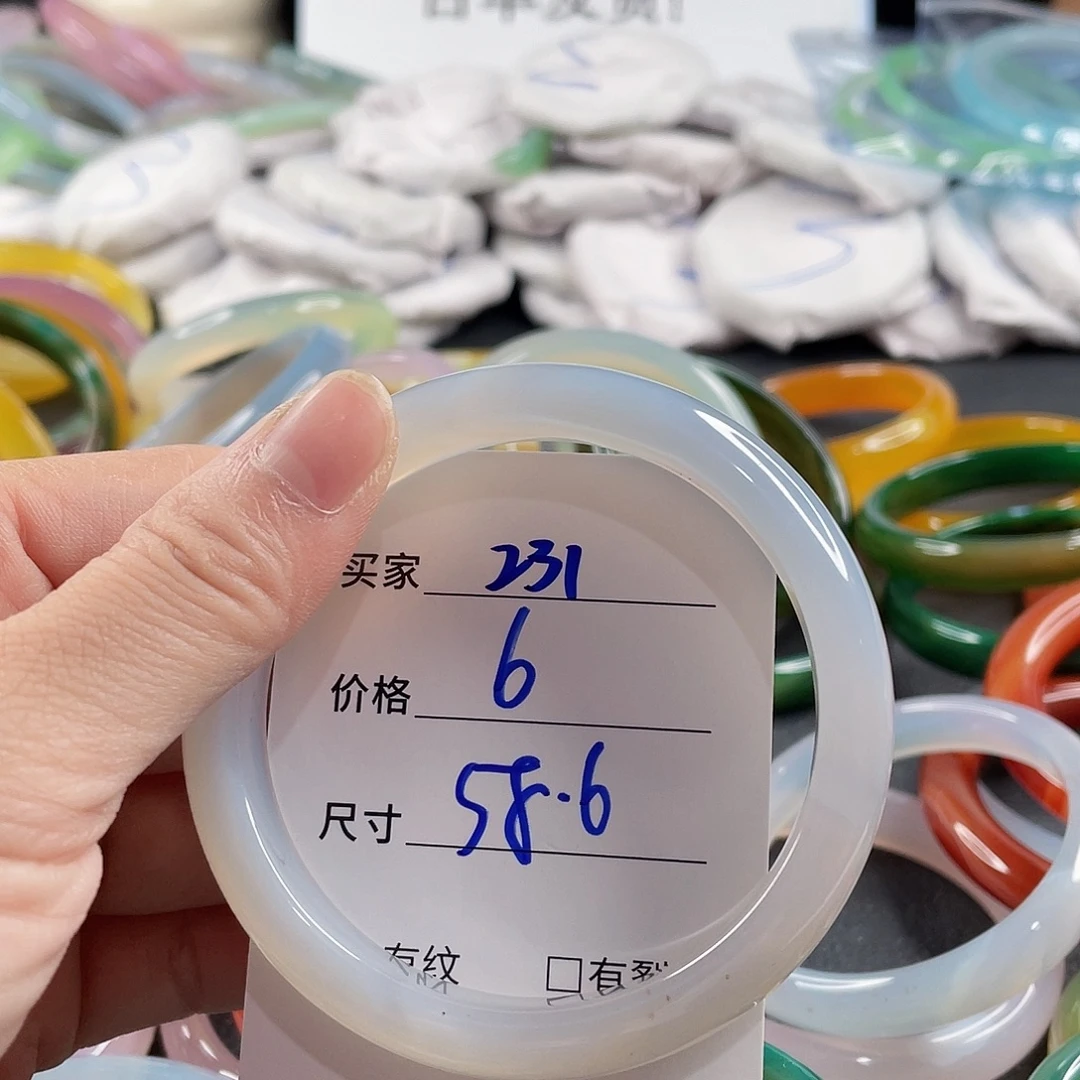 买家 231
价格 6
尺寸 58.6
有纹 □有裂